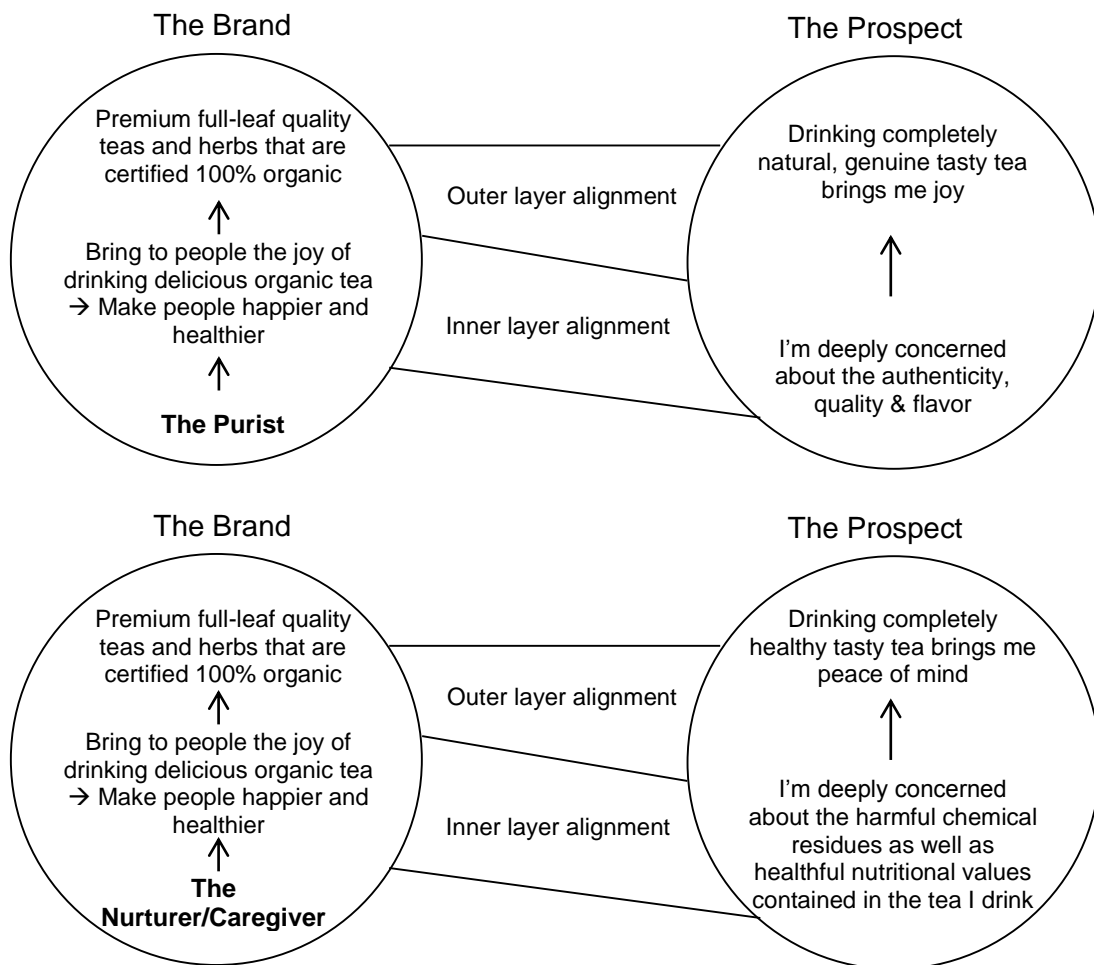 The Brand
The Prospect
Premium full-leaf quality
teas and herbs that are
certified 100% organic
Bring to people the joy of
drinking delicious organic tea
→ Make people happier and
healthier
The Purist
Outer layer alignment
Inner layer alignment
Drinking completely
natural, genuine tasty tea
brings me joy
I'm deeply concerned
about the authenticity,
quality & flavor
The Brand
The Prospect
Premium full-leaf quality
teas and herbs that are
certified 100% organic
Bring to people the joy of
drinking delicious organic tea
→ Make people happier and
healthier
The
Nurturer/Caregiver
Outer layer alignment
Inner layer alignment
Drinking completely
healthy tasty tea brings me
peace of mind
I'm deeply concerned
about the harmful chemical
residues as well as
healthful nutritional values
contained in the tea I drink